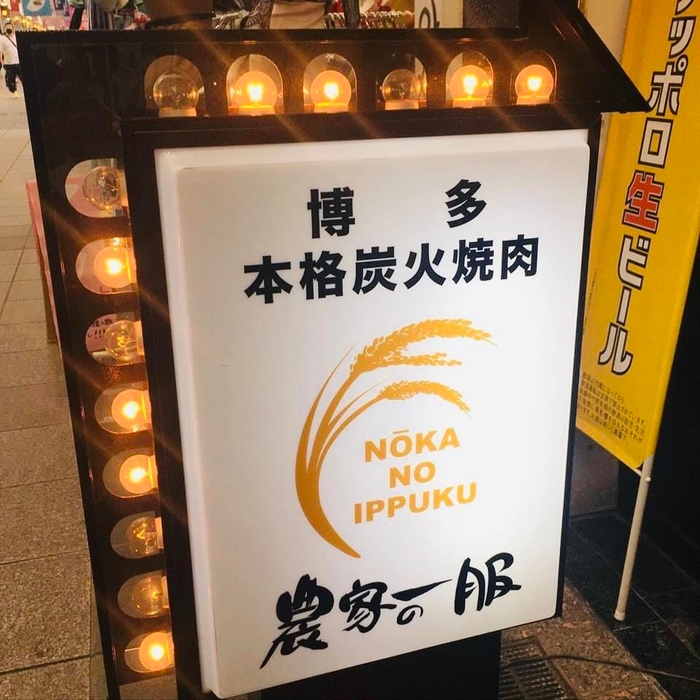 博 多
本格炭火焼肉
NŌKA
NO
IPPUKU
農家の一服
ッポロ生ビール